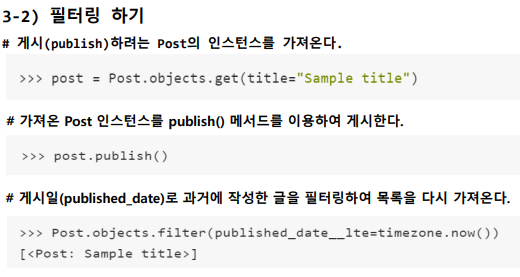 3-2) 필터링 하기
# 게시(publish)하려는 Post의 인스턴스를 가져온다.
>>> post = Post.objects.get(title="Sample title")
# 가져온 Post 인스턴스를 publish() 메서드를 이용하여 게시한다.
>>> post.publish()
# 게시일(published_date)로 과거에 작성한 글을 필터링하여 목록을 다시 가져온다.
>>> Post.objects.filter(published_date__lte=timezone.now())
[<Post: Sample title>]